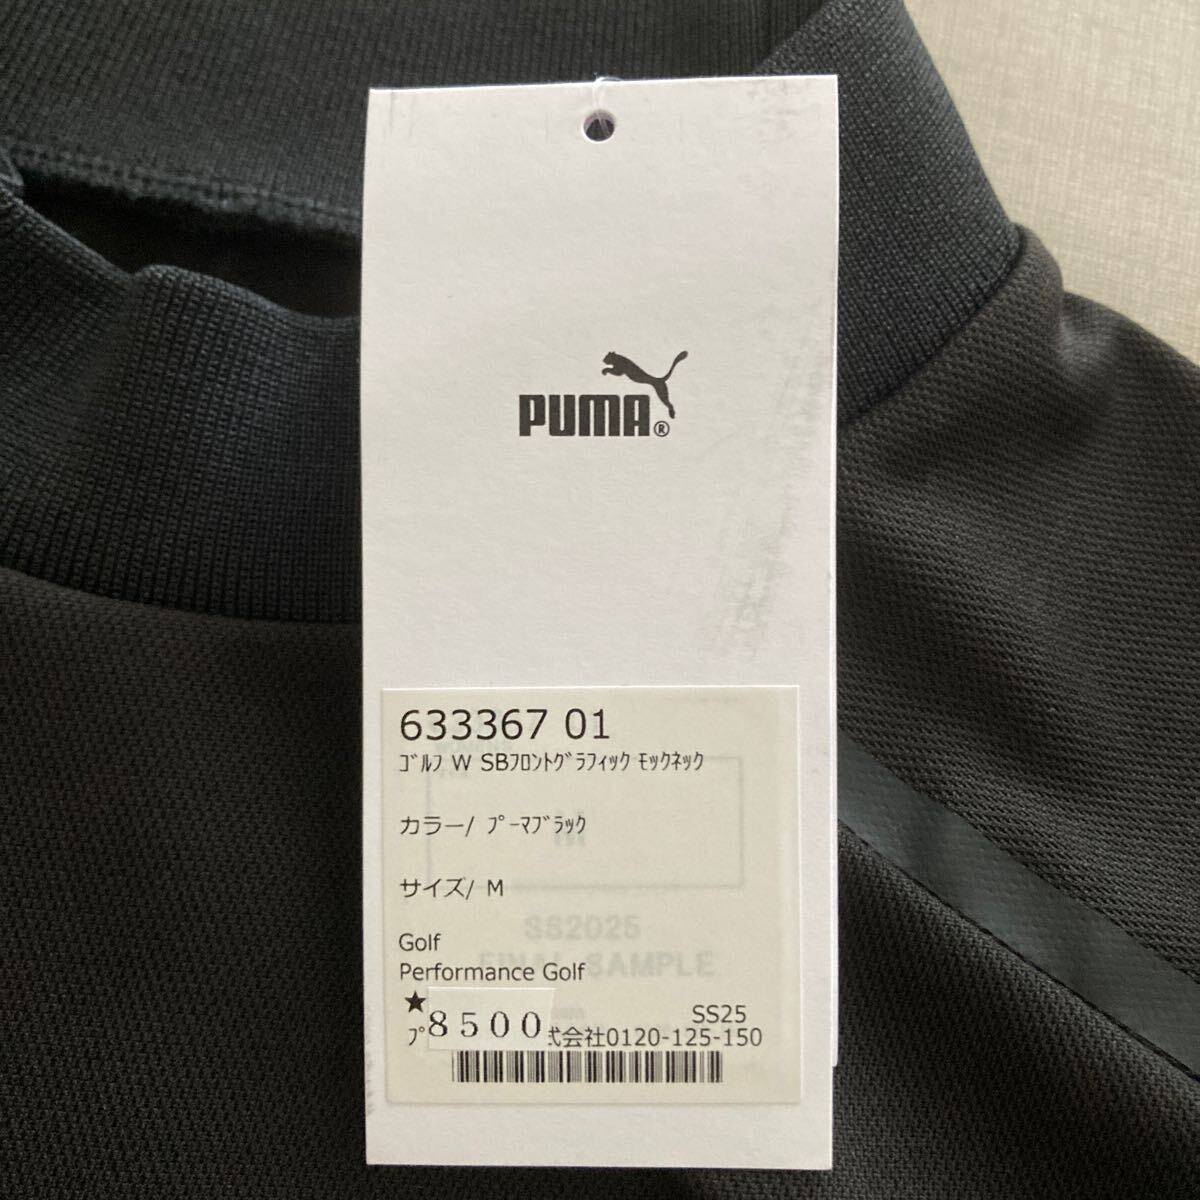 PUMA®
633367 01
ｺﾞﾙﾌ W SBﾌﾛﾝﾄｸﾞﾗﾌｨｯｸ ﾓｯｸﾈｯｸ
カラー/ ﾌﾟｰﾏﾌﾞﾗｯｸ
サイズ/ M
SS2025
FINAL SAMPLE
Golf
Performance Golf
★
SS25
ﾌﾟ 8500 式会社0120-125-150